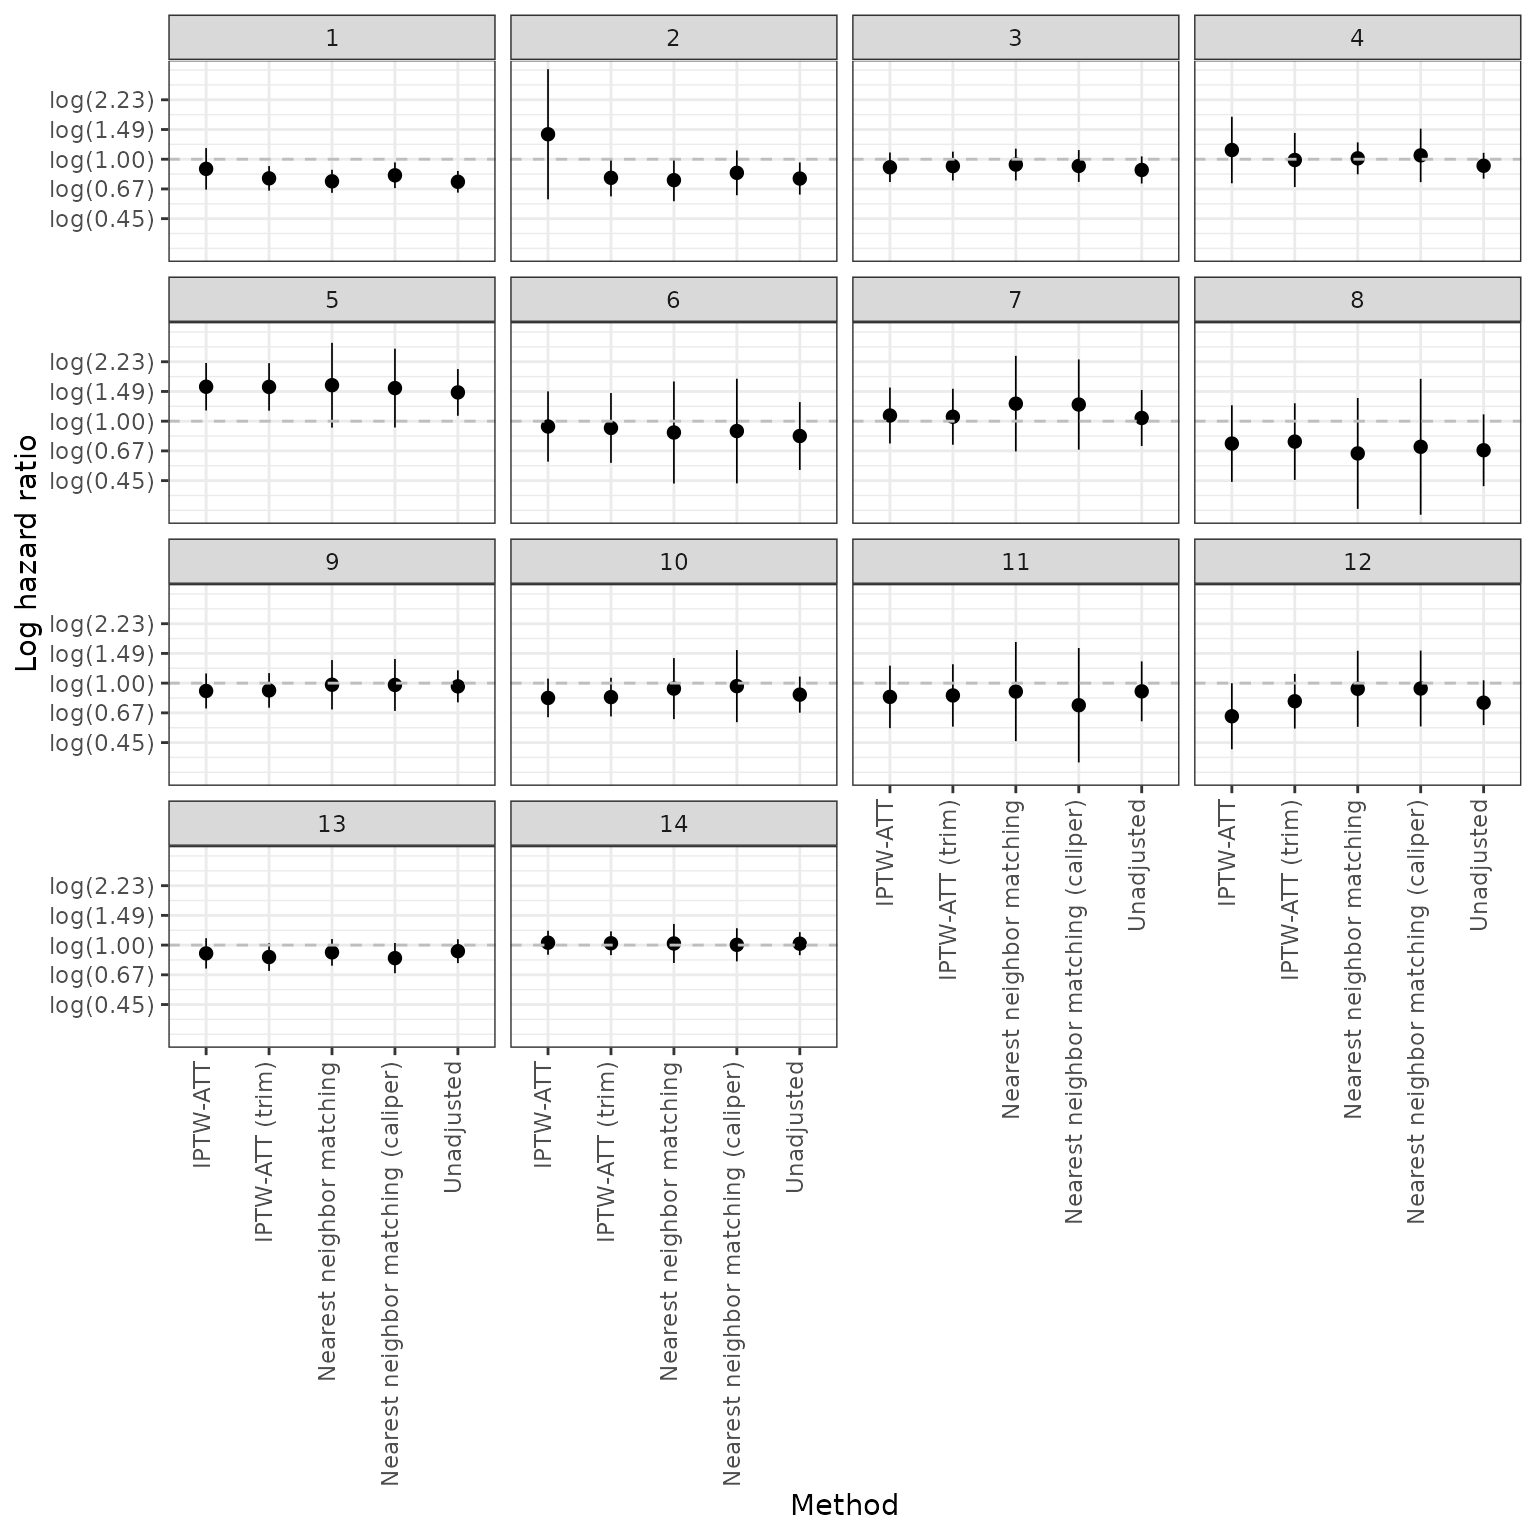 1
2
3
4
log(2.23)
log(1.49)
log(1.00)
log(0.67)
log(0.45)
5
6
7
8
log(2.23)
log(1.49)
log(1.00)
log(0.67)
log(0.45)
Log hazard ratio
9
10
11
12
log(2.23)
log(1.49)
log(1.00)
log(0.67)
log(0.45)
IPTW-ATT
IPTW-ATT (trim)
Nearest neighbor matching
Nearest neighbor matching (caliper)
Unadjusted
IPTW-ATT
IPTW-ATT (trim)
Nearest neighbor matching
Nearest neighbor matching (caliper)
Unadjusted
13
14
log(2.23)
log(1.49)
log(1.00)
log(0.67)
log(0.45)
IPTW-ATT
IPTW-ATT (trim)
Nearest neighbor matching
Nearest neighbor matching (caliper)
Unadjusted
IPTW-ATT
IPTW-ATT (trim)
Nearest neighbor matching
Nearest neighbor matching (caliper)
Unadjusted
Method